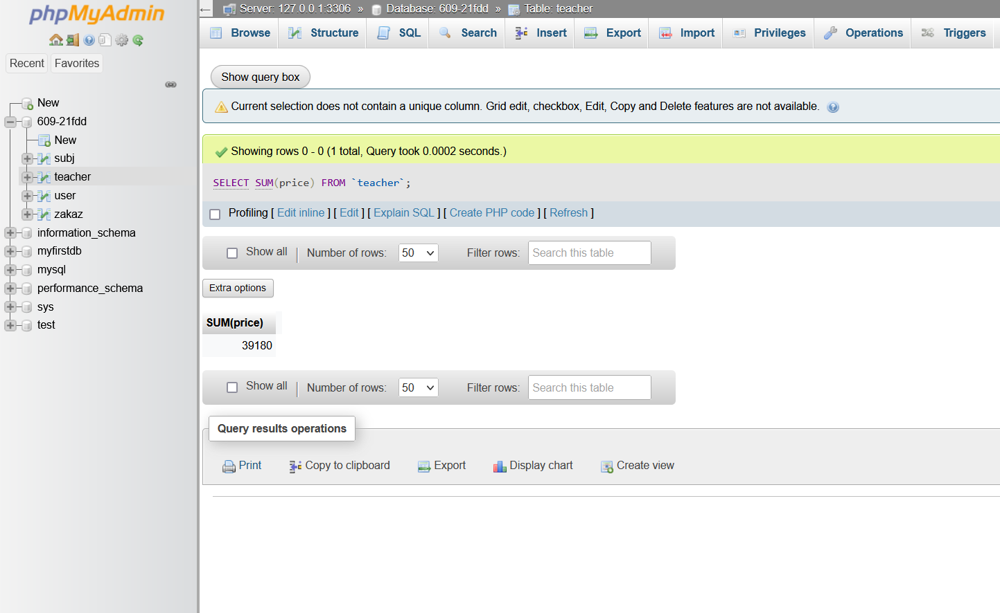 phpMyAdmin
Recent Favorites
New
609-21fdd
New
subj
teacher
user
zakaz
information_schema
myfirstdb
mysql
performance_schema
sys
test
Server: 127.0.0.1:3306 » Database: 609-21fdd » Table: teacher
Browse Structure SQL Search Insert Export Import Privileges Operations Triggers
Show query box
Current selection does not contain a unique column. Grid edit, checkbox, Edit, Copy and Delete features are not available.
Showing rows 0 - 0 (1 total, Query took 0.0002 seconds.)
SELECT SUM(price) FROM `teacher`;
Profiling [ Edit inline ] [ Edit ] [ Explain SQL ] [ Create PHP code ] [ Refresh ]
Show all | Number of rows: 50 Filter rows: Search this table
Extra options
SUM(price)
39180
Show all | Number of rows: 50 Filter rows: Search this table
Query results operations
Print Copy to clipboard Export Display chart Create view